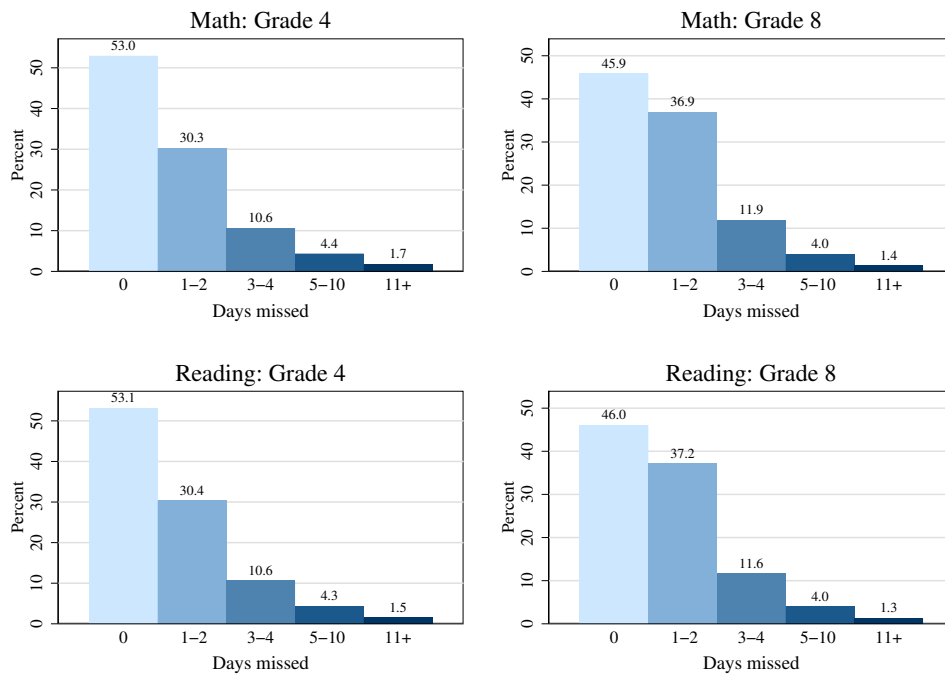 Math: Grade 4
Percent
0 10 20 30 40 50
53.0
30.3
10.6
4.4
1.7
0 1−2 3−4 5−10 11+
Days missed
Math: Grade 8
Percent
0 10 20 30 40 50
45.9
36.9
11.9
4.0
1.4
0 1−2 3−4 5−10 11+
Days missed
Reading: Grade 4
Percent
0 10 20 30 40 50
53.1
30.4
10.6
4.3
1.5
0 1−2 3−4 5−10 11+
Days missed
Reading: Grade 8
Percent
0 10 20 30 40 50
46.0
37.2
11.6
4.0
1.3
0 1−2 3−4 5−10 11+
Days missed